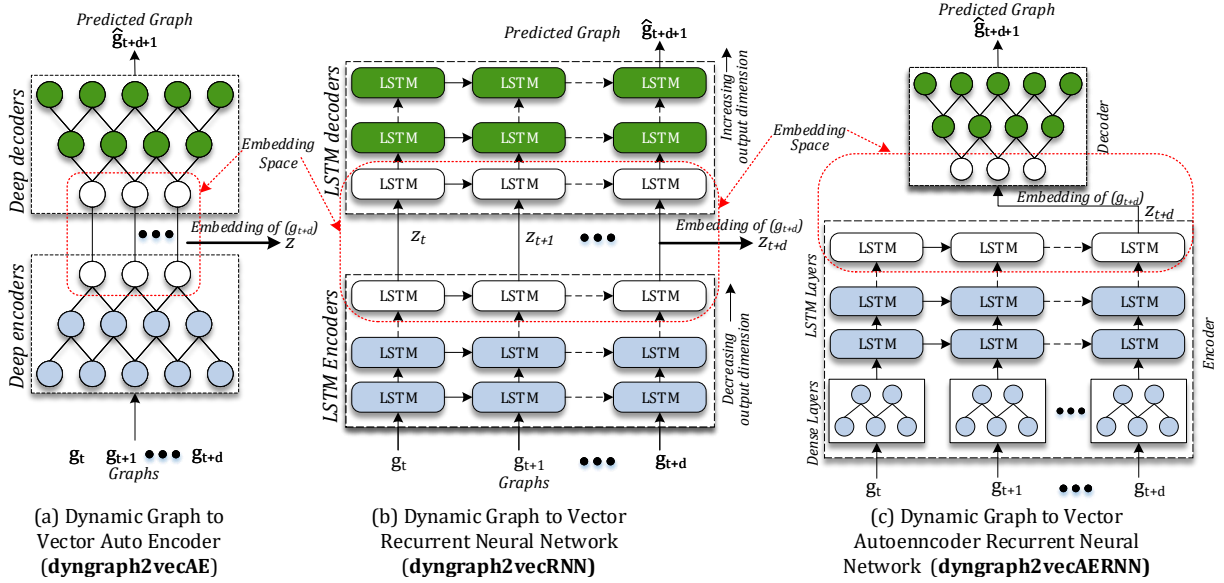 Predicted Graph
ĝt+d+1
Deep decoders
Embedding
Space
Embedding of (gt+d)
z
Deep encoders
gt gt+1 gt+d
Graphs
(a) Dynamic Graph to
Vector Auto Encoder
(dyngraph2vecAE)
Predicted Graph
ĝt+d+1
LSTM decoders
LSTM LSTM LSTM
LSTM LSTM LSTM
LSTM LSTM LSTM
Increasing
output dimension
Embedding
Space
zt zt+1
Embedding of (gt+d)
zt+d
LSTM Encoders
LSTM LSTM LSTM
LSTM LSTM LSTM
LSTM LSTM LSTM
Decreasing
output dimension
gt gt+1 gt+d
Graphs
(b) Dynamic Graph to Vector
Recurrent Neural Network
(dyngraph2vecRNN)
Predicted Graph
ĝt+d+1
Decoder
Embedding of (gt+d)
zt+d
LSTM Layers
LSTM LSTM LSTM
LSTM LSTM LSTM
LSTM LSTM LSTM
Encoder
Dense Layers
gt gt+1 gt+d
(c) Dynamic Graph to Vector
Autoenncoder Recurrent Neural
Network (dyngraph2vecAERNN)